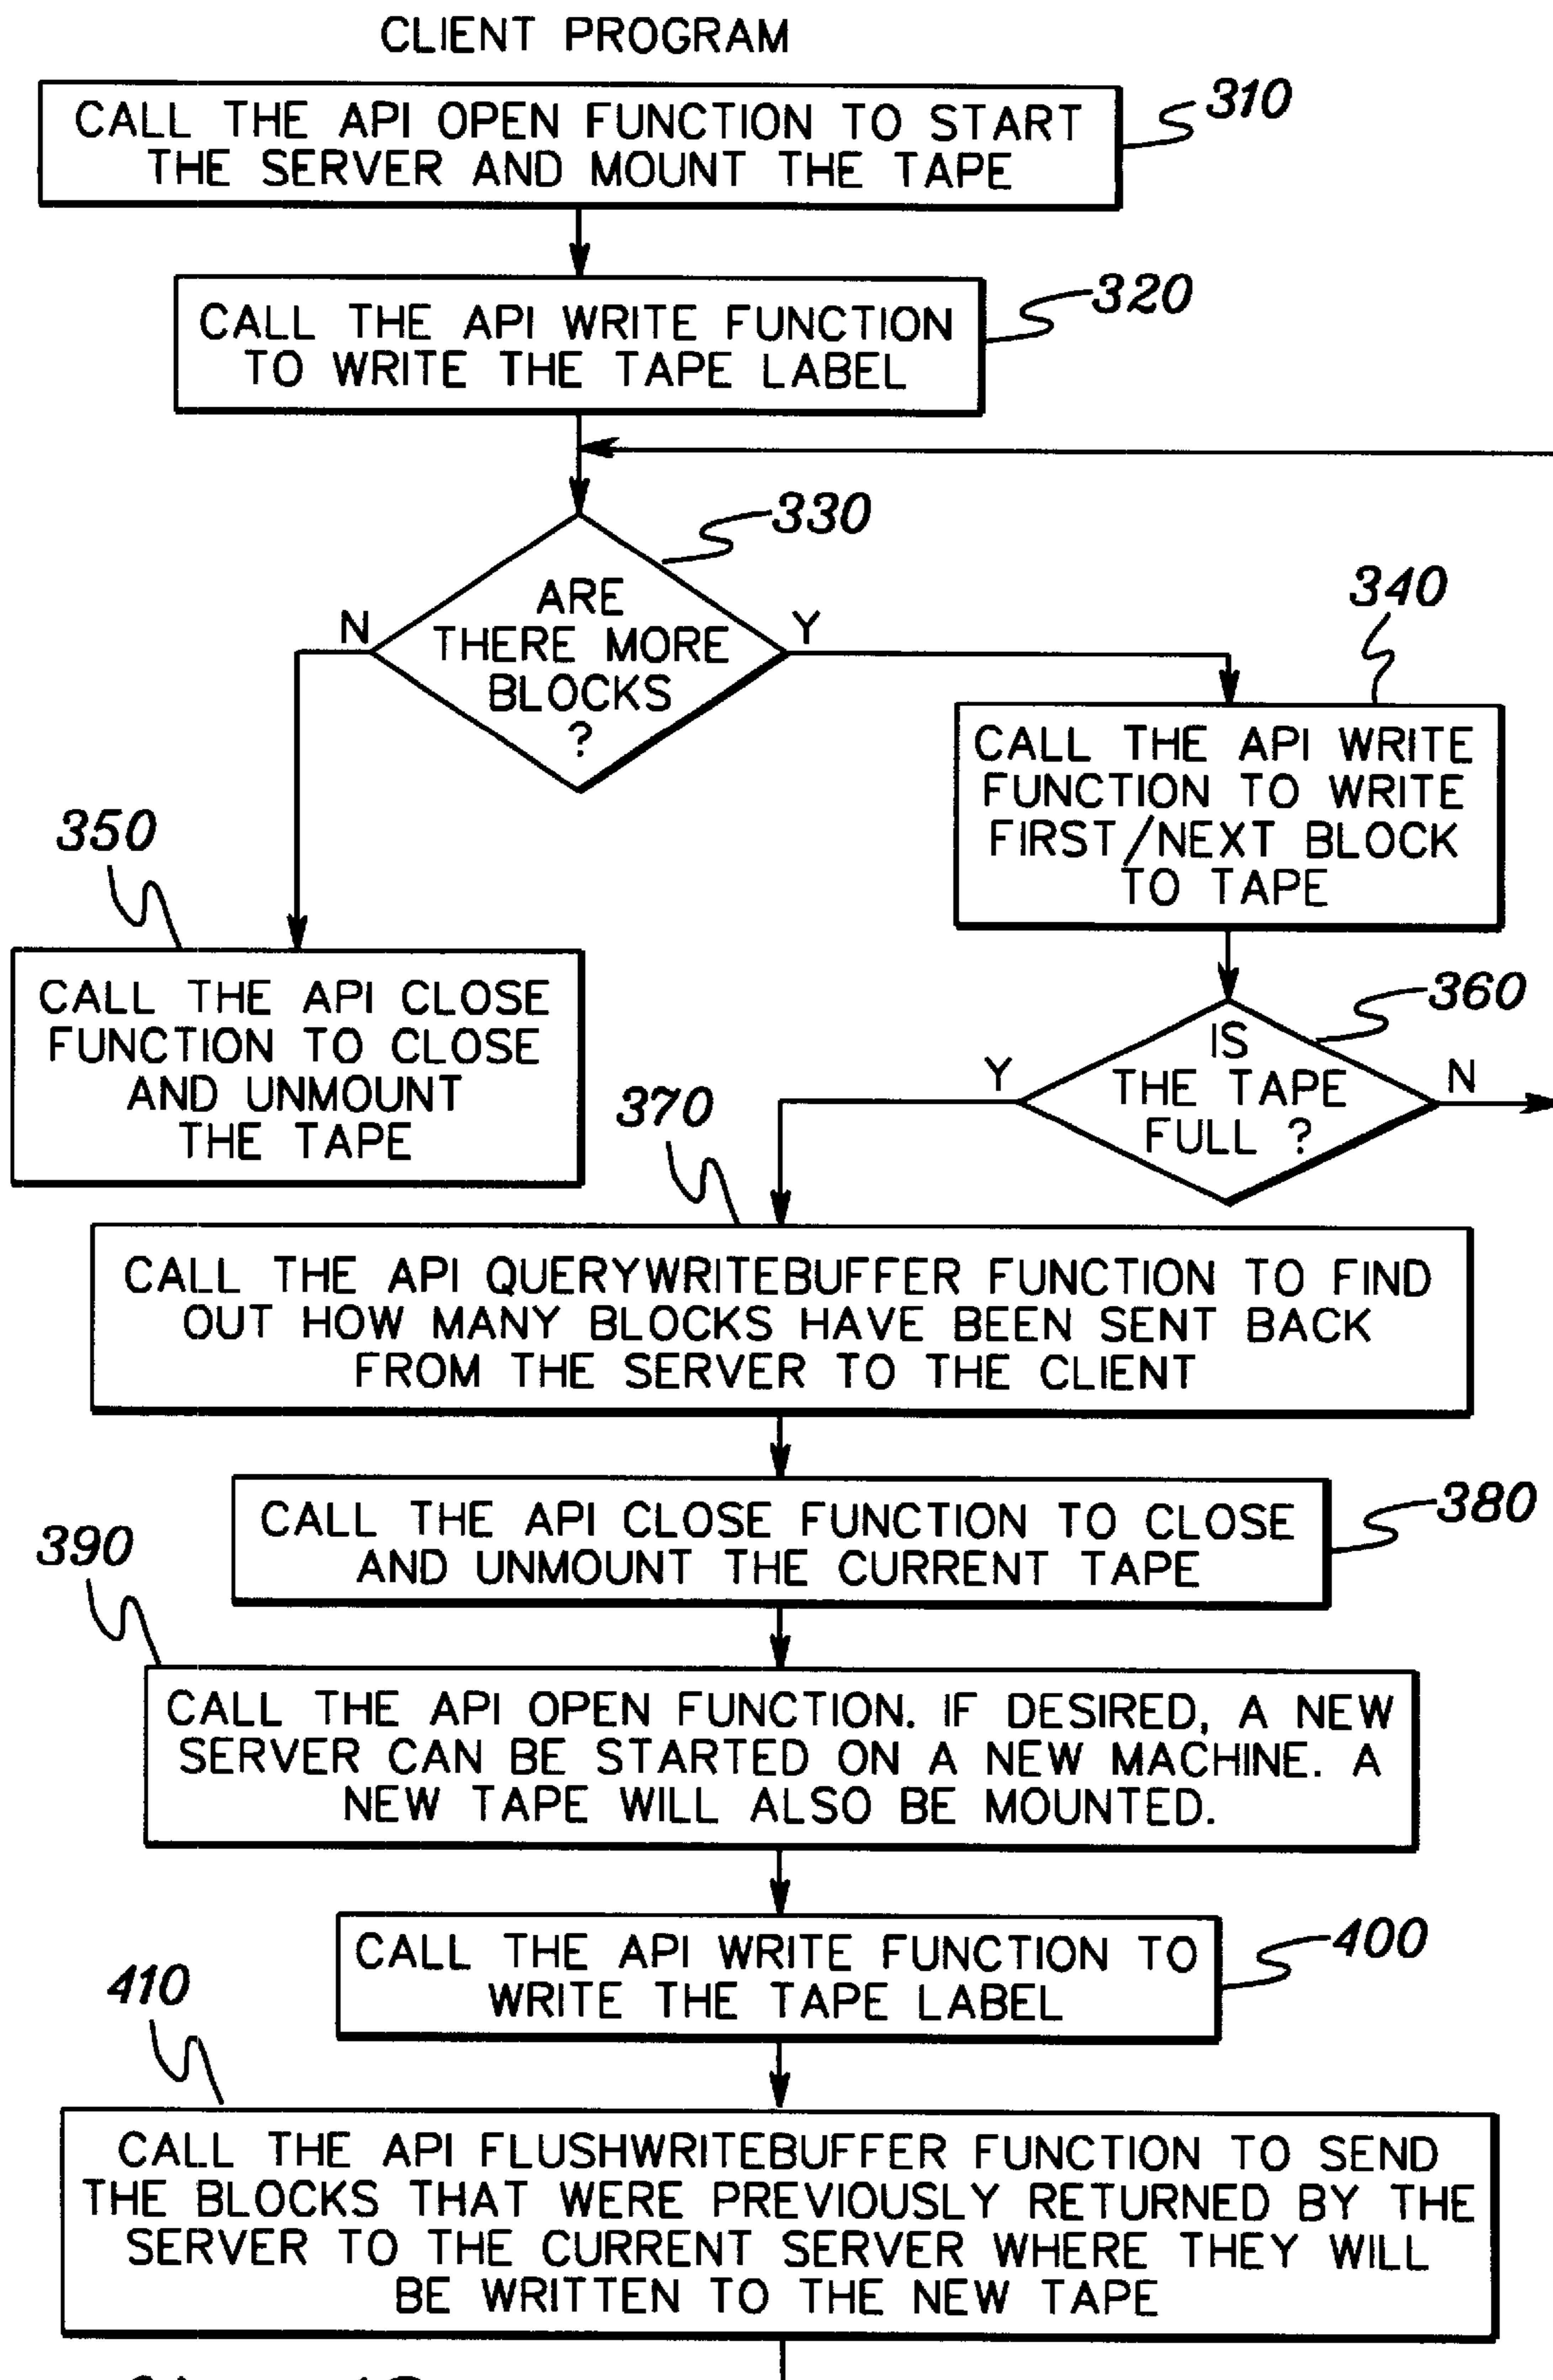 CLIENT PROGRAM
CALL THE API OPEN FUNCTION TO START
THE SERVER AND MOUNT THE TAPE
310
CALL THE API WRITE FUNCTION
TO WRITE THE TAPE LABEL
320
330
ARE
THERE MORE
BLOCKS
?
N
Y
340
CALL THE API WRITE
FUNCTION TO WRITE
FIRST/NEXT BLOCK
TO TAPE
350
CALL THE API CLOSE
FUNCTION TO CLOSE
AND UNMOUNT
THE TAPE
360
IS
THE TAPE
FULL ?
Y
N
370
CALL THE API QUERYWRITEBUFFER FUNCTION TO FIND
OUT HOW MANY BLOCKS HAVE BEEN SENT BACK
FROM THE SERVER TO THE CLIENT
CALL THE API CLOSE FUNCTION TO CLOSE
AND UNMOUNT THE CURRENT TAPE
380
390
CALL THE API OPEN FUNCTION. IF DESIRED, A NEW
SERVER CAN BE STARTED ON A NEW MACHINE. A
NEW TAPE WILL ALSO BE MOUNTED.
CALL THE API WRITE FUNCTION TO
WRITE THE TAPE LABEL
400
410
CALL THE API FLUSHWRITEBUFFER FUNCTION TO SEND
THE BLOCKS THAT WERE PREVIOUSLY RETURNED BY THE
SERVER TO THE CURRENT SERVER WHERE THEY WILL
BE WRITTEN TO THE NEW TAPE